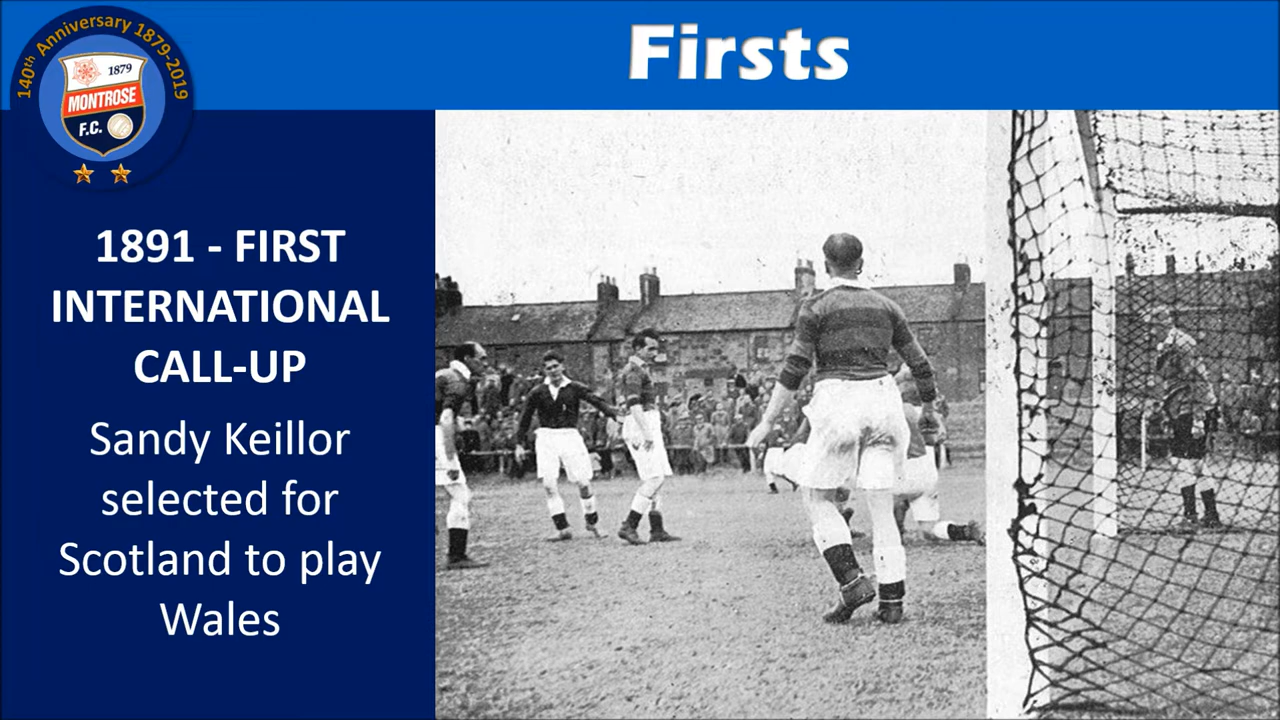 Firsts
140th Anniversary 1879-2019
1879
MONTROSE
F.C.
1891 - FIRST
INTERNATIONAL
CALL-UP
Sandy Keillor
selected for
Scotland to play
Wales